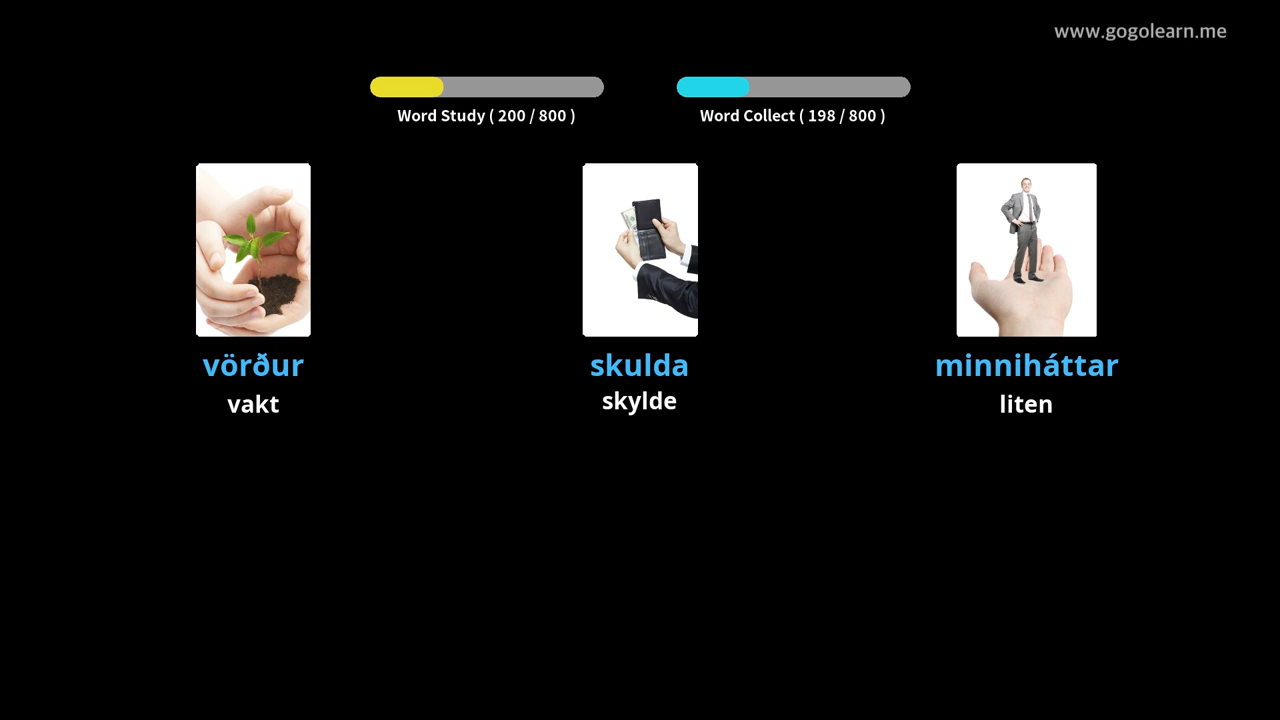 www.gogolearn.me
Word Study ( 200 / 800 )
Word Collect ( 198 / 800 )
vörður
vakt
skulda
skylde
minniháttar
liten